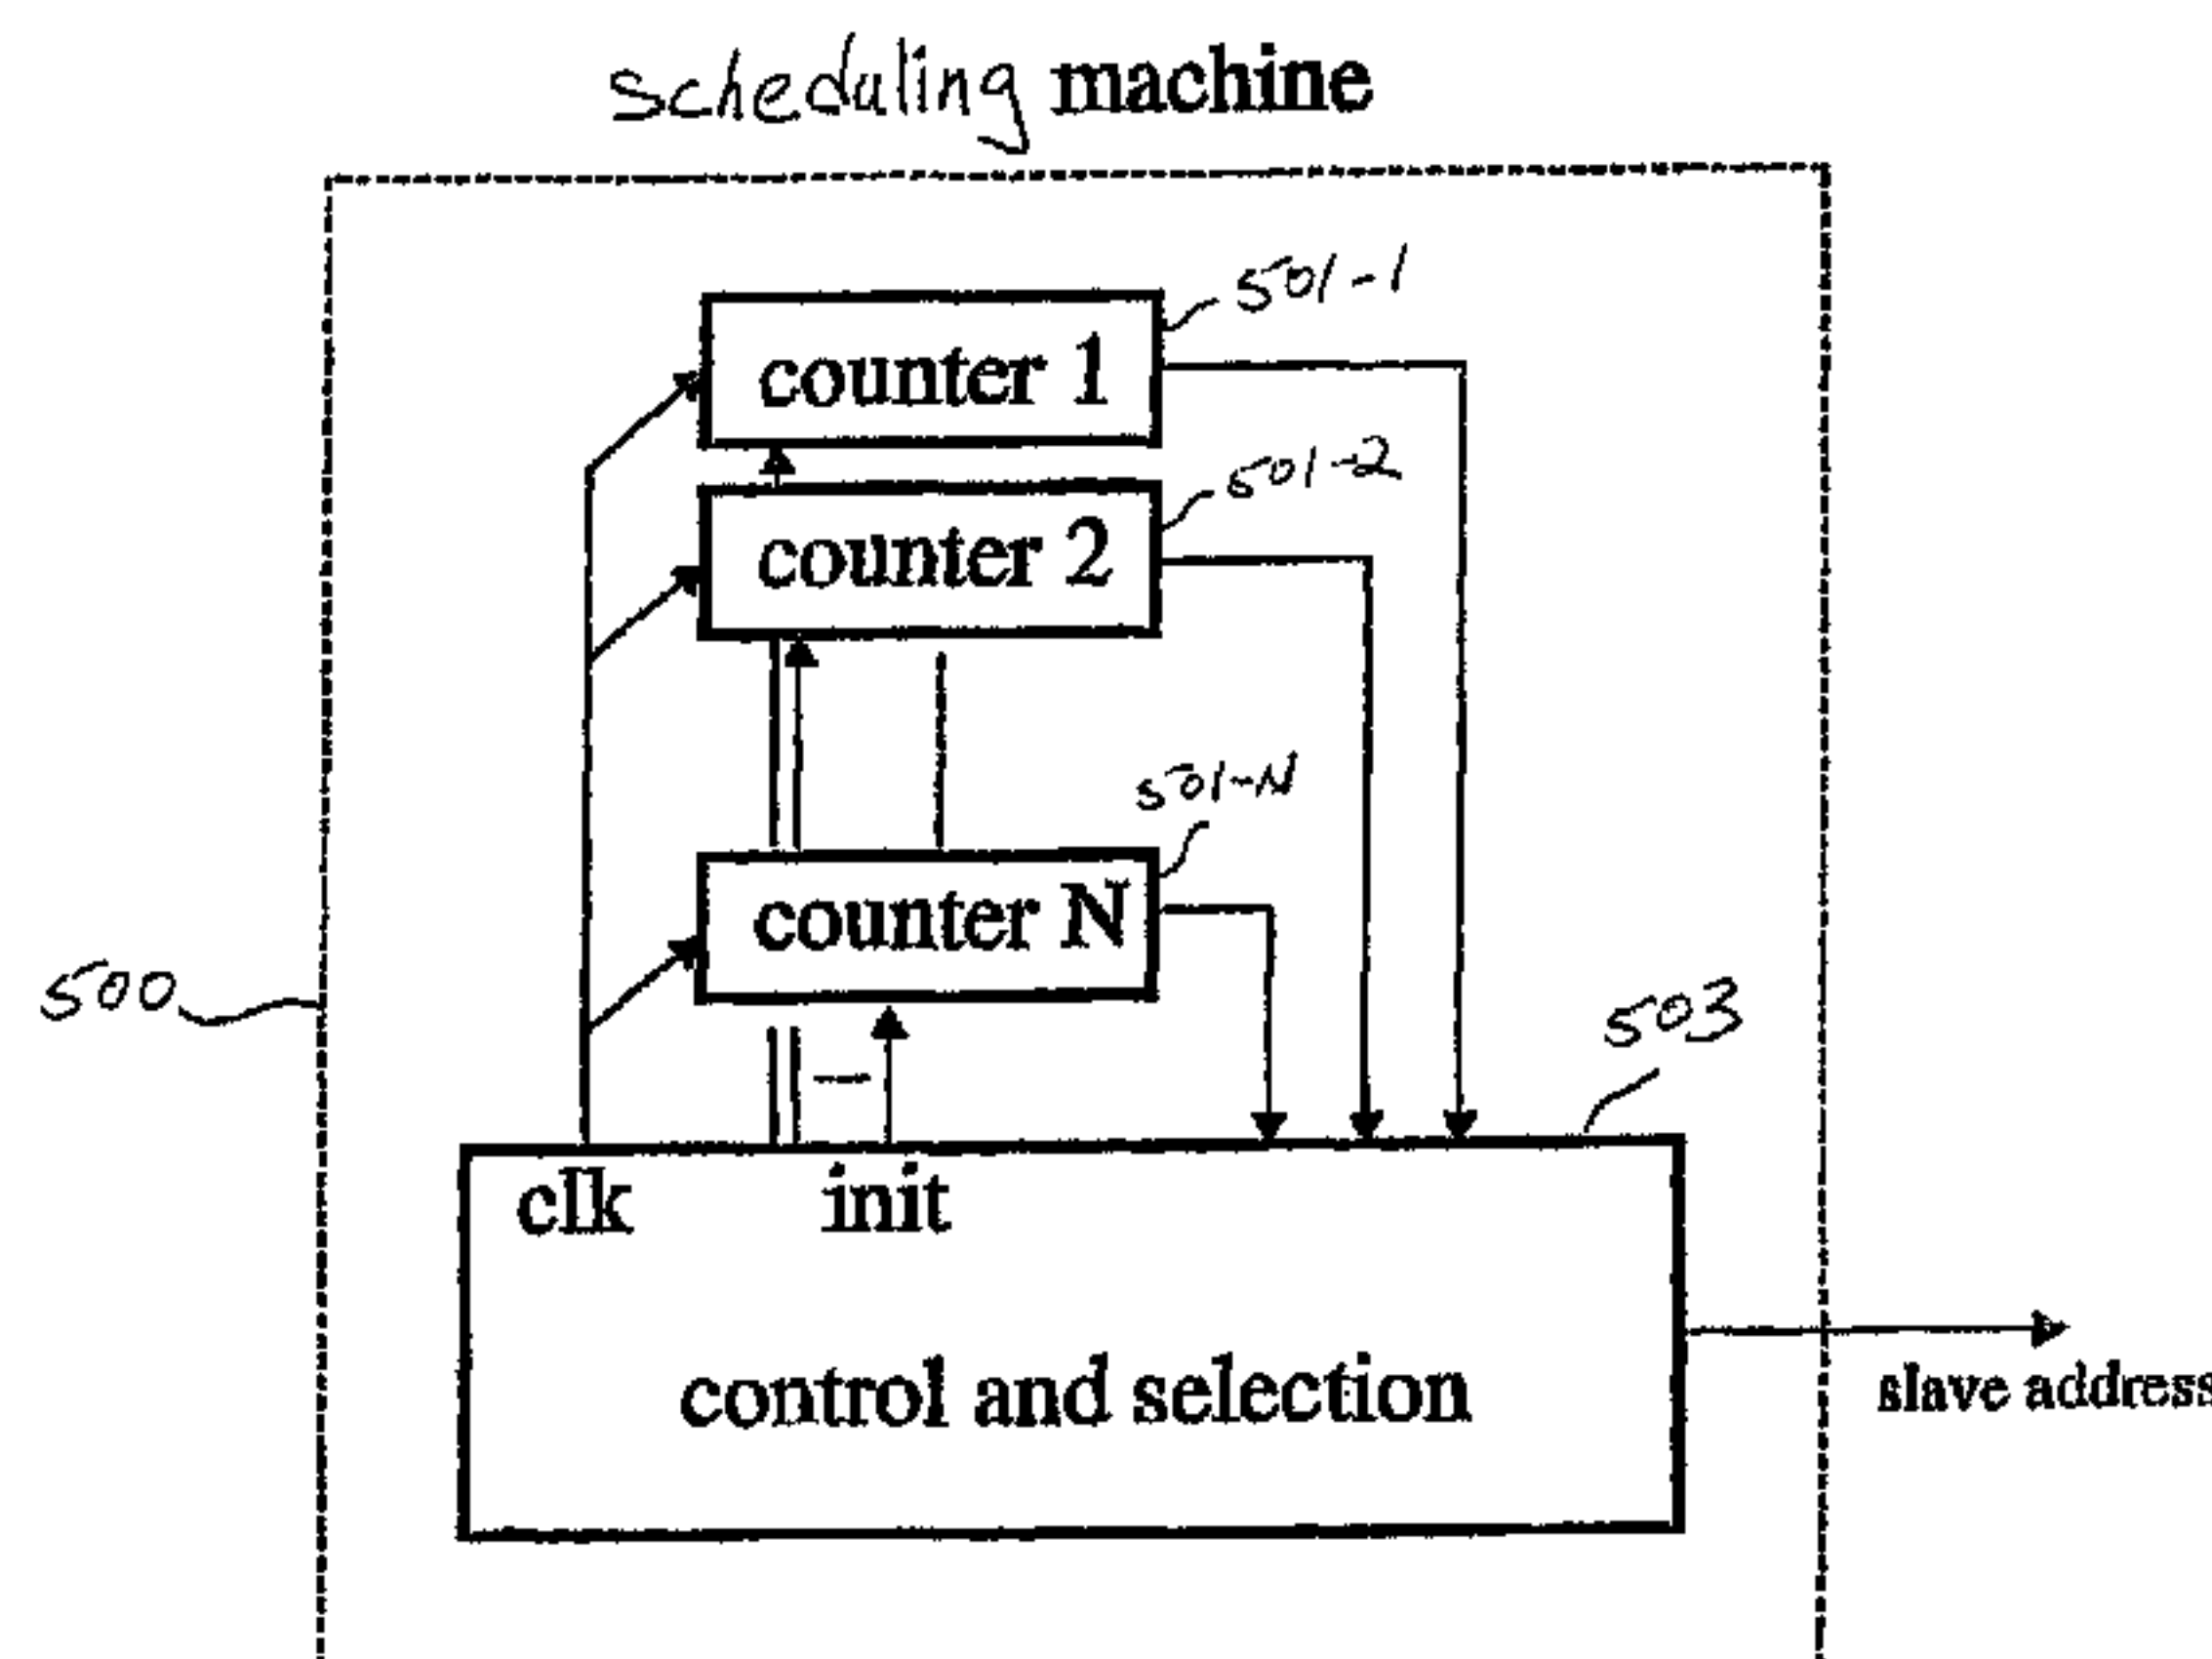 Scheduling machine
501-1
counter 1
501-2
counter 2
501-N
counter N
500
503
clk init
control and selection
slave address